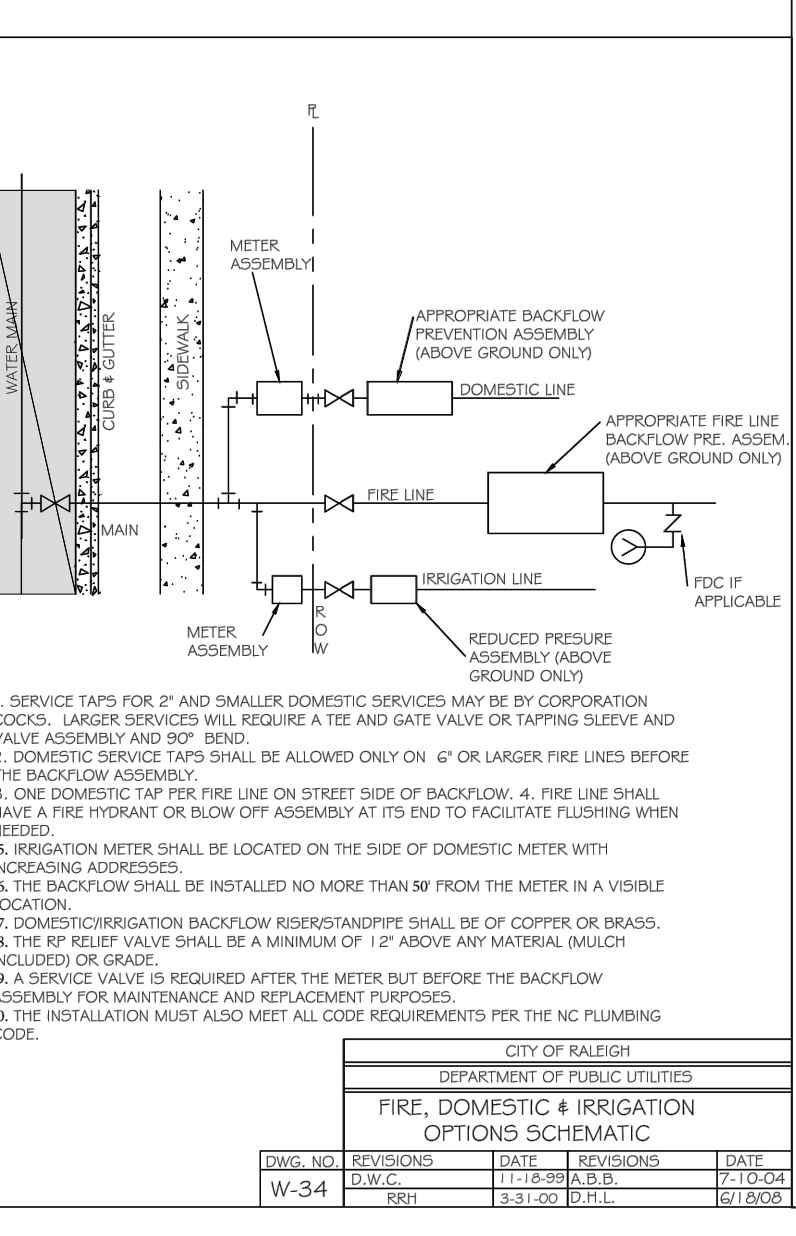 PL
METER
ASSEMBLY
APPROPRIATE BACKFLOW
PREVENTION ASSEMBLY
(ABOVE GROUND ONLY)
WATER MAIN
CURB & GUTTER
SIDEWALK
DOMESTIC LINE
APPROPRIATE FIRE LINE
BACKFLOW PRE. ASSEM.
(ABOVE GROUND ONLY)
FIRE LINE
MAIN
IRRIGATION LINE
FDC IF
APPLICABLE
ROW
METER
ASSEMBLY
REDUCED PRESURE
ASSEMBLY (ABOVE
GROUND ONLY)
. SERVICE TAPS FOR 2" AND SMALLER DOMESTIC SERVICES MAY BE BY CORPORATION
COCKS. LARGER SERVICES WILL REQUIRE A TEE AND GATE VALVE OR TAPPING SLEEVE AND
VALVE ASSEMBLY AND 90° BEND.
2. DOMESTIC SERVICE TAPS SHALL BE ALLOWED ONLY ON 6" OR LARGER FIRE LINES BEFORE
THE BACKFLOW ASSEMBLY.
3. ONE DOMESTIC TAP PER FIRE LINE ON STREET SIDE OF BACKFLOW. 4. FIRE LINE SHALL
HAVE A FIRE HYDRANT OR BLOW OFF ASSEMBLY AT ITS END TO FACILITATE FLUSHING WHEN
NEEDED.
5. IRRIGATION METER SHALL BE LOCATED ON THE SIDE OF DOMESTIC METER WITH
INCREASING ADDRESSES.
6. THE BACKFLOW SHALL BE INSTALLED NO MORE THAN 50' FROM THE METER IN A VISIBLE
LOCATION.
7. DOMESTIC'/IRRIGATION BACKFLOW RISER/STANDPIPE SHALL BE OF COPPER OR BRASS.
8. THE RP RELIEF VALVE SHALL BE A MINIMUM OF 12" ABOVE ANY MATERIAL (MULCH
INCLUDED) OR GRADE.
9. A SERVICE VALVE IS REQUIRED AFTER THE METER BUT BEFORE THE BACKFLOW
ASSEMBLY FOR MAINTENANCE AND REPLACEMENT PURPOSES.
0. THE INSTALLATION MUST ALSO MEET ALL CODE REQUIREMENTS PER THE NC PLUMBING
CODE.
CITY OF RALEIGH
DEPARTMENT OF PUBLIC UTILITIES
FIRE, DOMESTIC & IRRIGATION
OPTIONS SCHEMATIC
DWG. NO. REVISIONS DATE REVISIONS DATE
W-34 D.W.C. 11-18-99 A.B.B. 7-10-04
RRH 3-31-00 D.H.L. 6/18/08